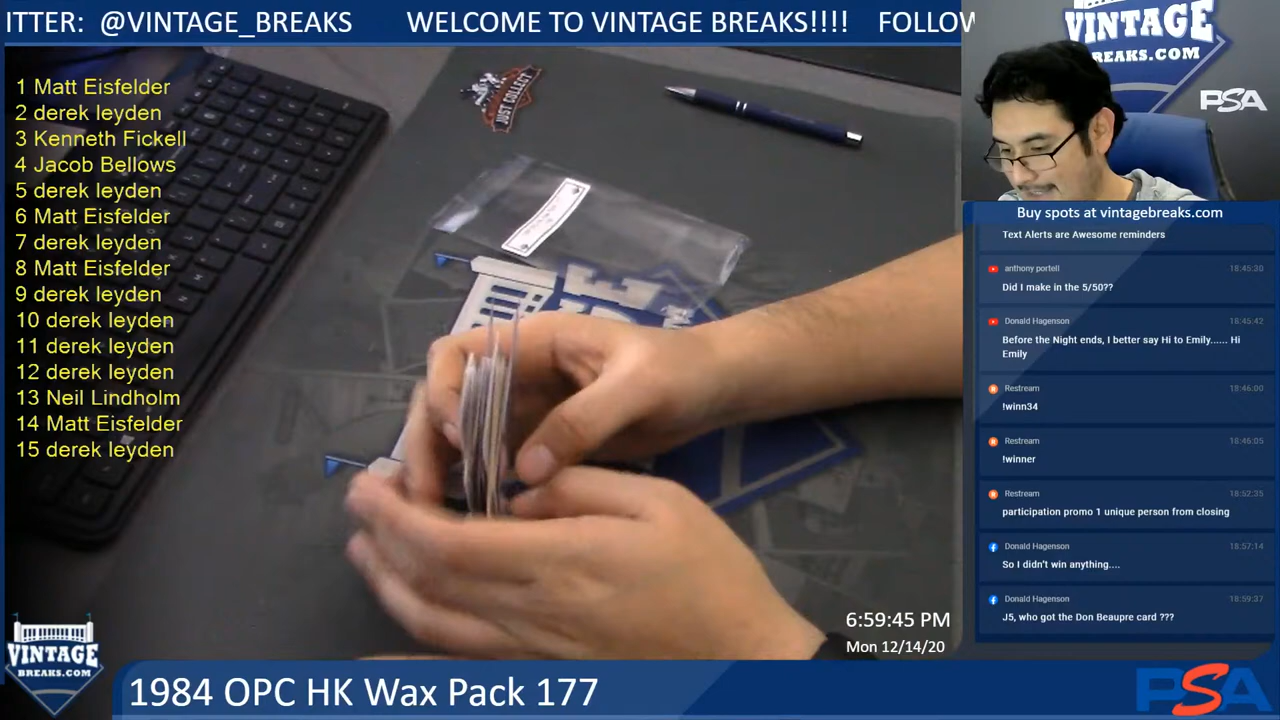 ITTER: @VINTAGE_BREAKS WELCOME TO VINTAGE BREAKS!!!! FOLLOW
VINTAGE
BREAKS.COM
PSA
JUST COLLECT
1 Matt Eisfelder
2 derek leyden
3 Kenneth Fickell
4 Jacob Bellows
5 derek leyden
6 Matt Eisfelder
7 derek leyden
8 Matt Eisfelder
9 derek leyden
10 derek leyden
11 derek leyden
12 derek leyden
13 Neil Lindholm
14 Matt Eisfelder
15 derek leyden
Buy spots at vintagebreaks.com
Text Alerts are Awesome reminders
anthony portell 18:45:30
Did I make in the 5/50??
Donald Hagenson 18:45:42
Before the Night ends, I better say Hi to Emily...... Hi
Emily
Restream 18:46:00
!winn34
Restream 18:46:05
!winner
Restream 18:52:35
participation promo 1 unique person from closing
Donald Hagenson 18:57:14
So I didn't win anything....
Donald Hagenson 18:59:37
J5, who got the Don Beaupre card ???
6:59:45 PM
Mon 12/14/20
VINTAGE
BREAKS.COM
1984 OPC HK Wax Pack 177
PSA